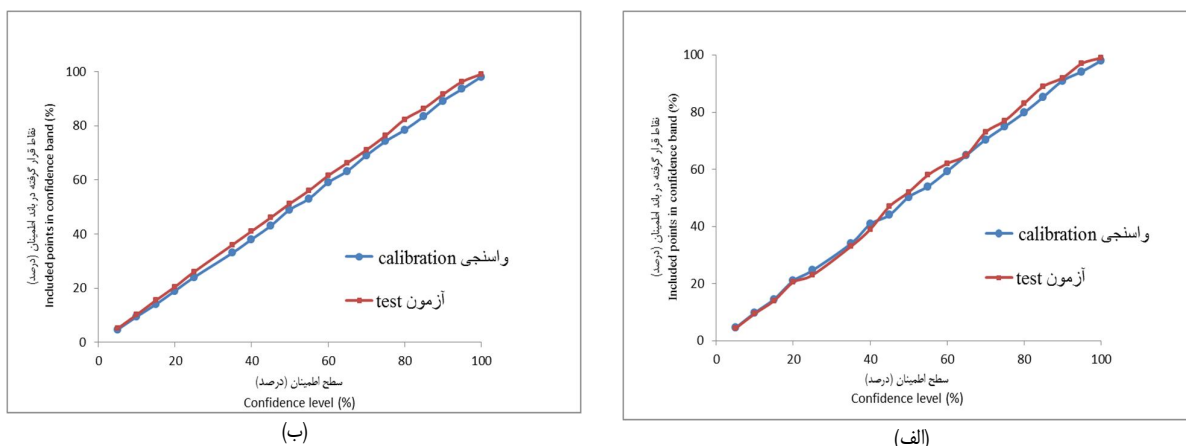 100
80
60
40
20
0
نقاط قرار گرفته در باند اطمینان (درصد)
Included points in confidence band (%)
واسنجی calibration
آزمون test
0 20 40 60 80 100
سطح اطمینان (درصد)
Confidence level (%)
(ب)
100
80
60
40
20
0
نقاط قرار گرفته در باند اطمینان (درصد)
Included points in confidence band (%)
واسنجی calibration
آزمون test
0 20 40 60 80 100
سطح اطمینان (درصد)
Confidence level (%)
(الف)